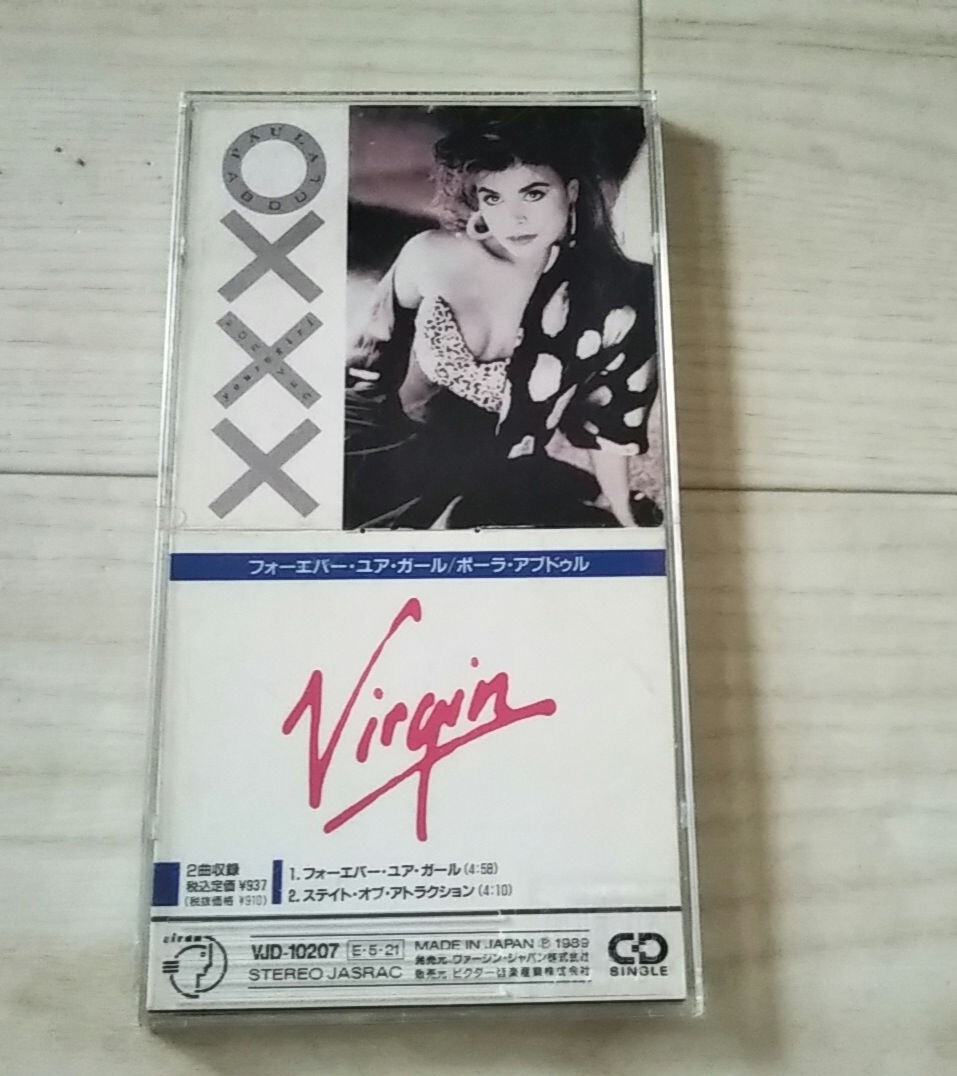 PAULA ABDUL
フォーエバー・ユア・ガール/ポーラ・アブドゥル
Virgin
2曲収録
税込定価 ¥937
(税抜価格 ¥910)
1.フォーエバー・ユア・ガール(4:58)
2.ステイト・オブ・アトラクション(4:10)
VJD-10207 E・5・21
STEREO JASRAC
MADE IN JAPAN Ⓟ 1989
発売元 ヴァージン・ジャパン株式会社
販売元 ビクター音楽産業株式会社
CD
SINGLE